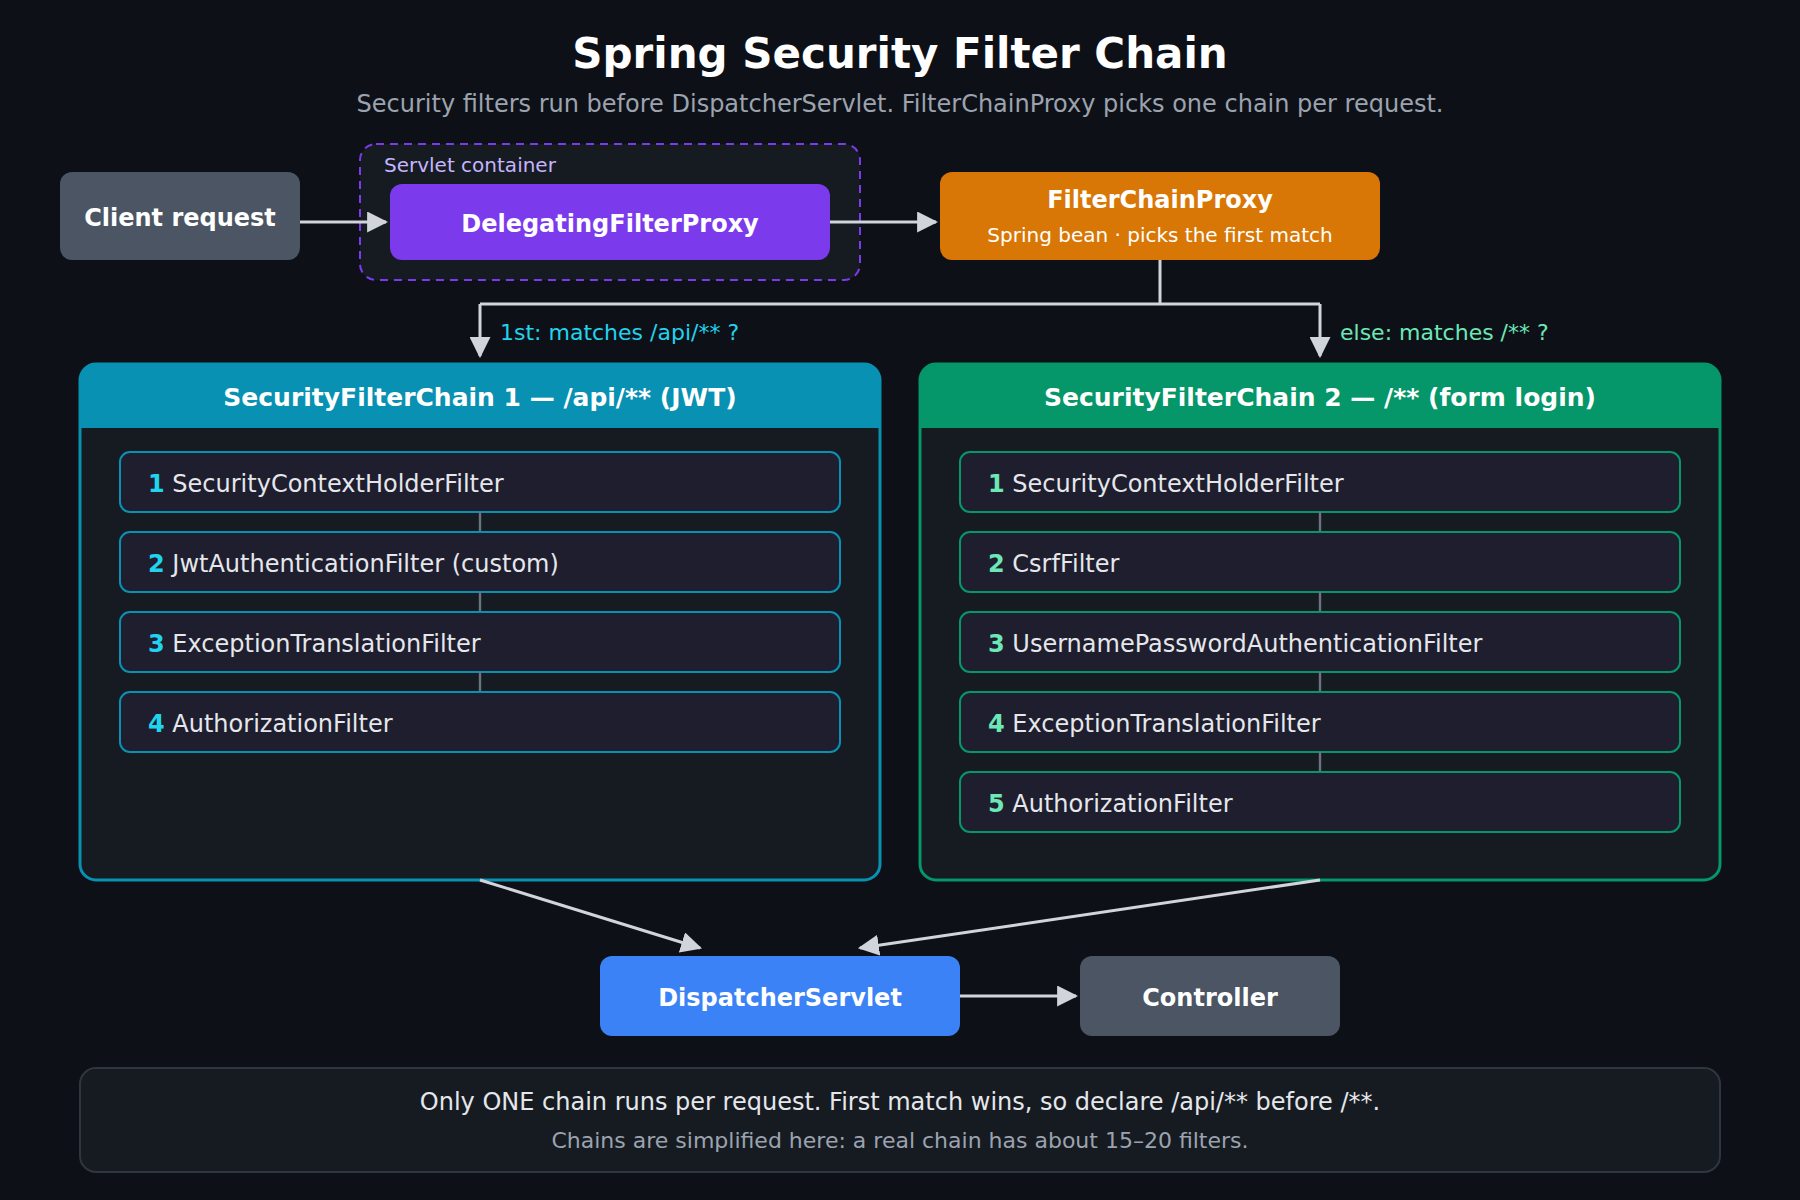 Spring Security Filter Chain
Security filters run before DispatcherServlet. FilterChainProxy picks one chain per request.
Client request
Servlet container
DelegatingFilterProxy
FilterChainProxy
Spring bean · picks the first match
1st: matches /api/** ?
else: matches /** ?
SecurityFilterChain 1 — /api/** (JWT)
1 SecurityContextHolderFilter
2 JwtAuthenticationFilter (custom)
3 ExceptionTranslationFilter
4 AuthorizationFilter
SecurityFilterChain 2 — /** (form login)
1 SecurityContextHolderFilter
2 CsrfFilter
3 UsernamePasswordAuthenticationFilter
4 ExceptionTranslationFilter
5 AuthorizationFilter
DispatcherServlet
Controller
Only ONE chain runs per request. First match wins, so declare /api/** before /**.
Chains are simplified here: a real chain has about 15–20 filters.